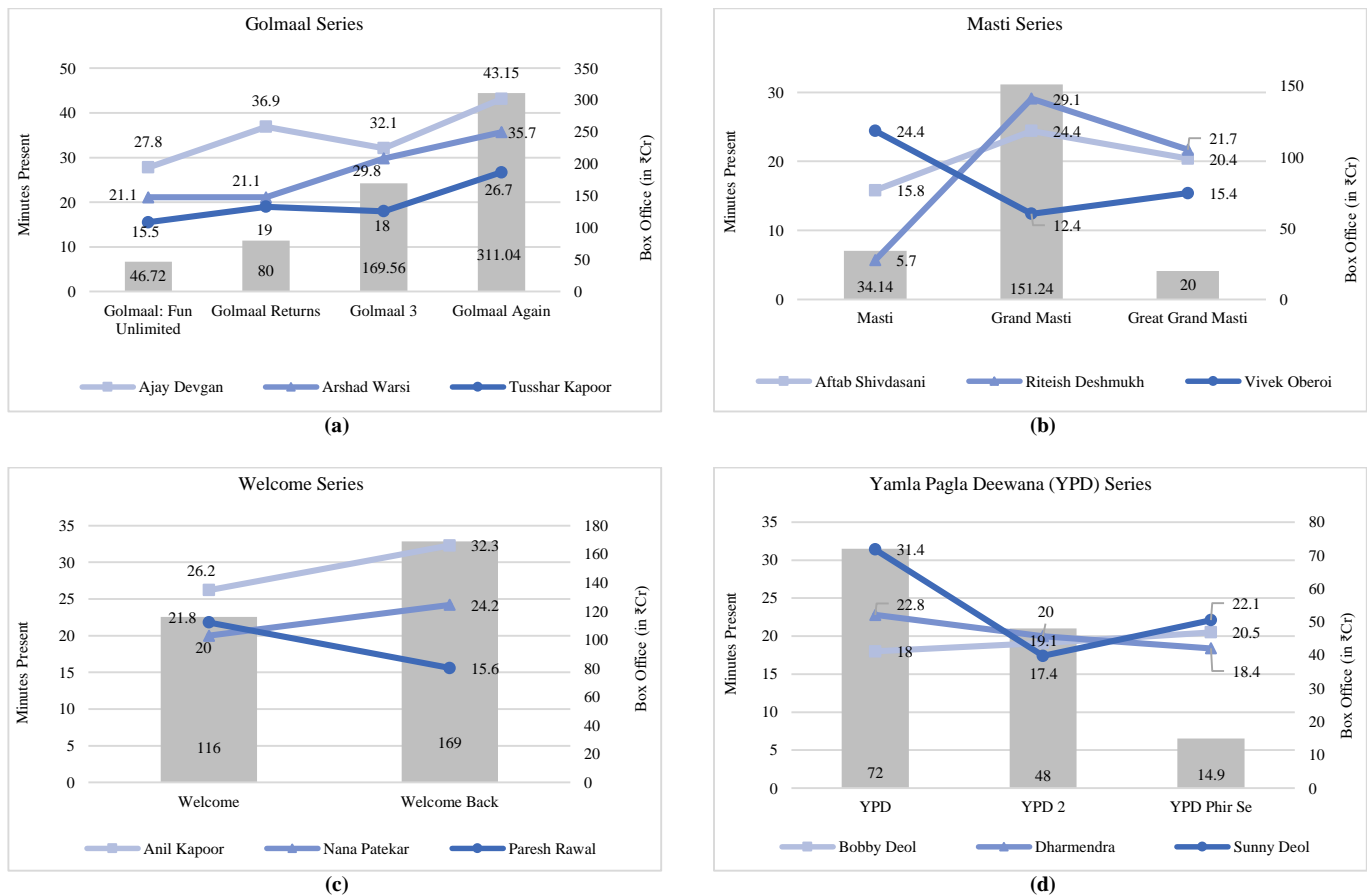 Golmaal Series
Minutes Present
50
40
30
20
10
0
27.8
36.9
32.1
43.15
21.1
21.1
29.8
35.7
15.5
19
18
26.7
46.72
80
169.56
311.04
350
300
250
200
150
100
50
0
Box Office (in ₹Cr)
Golmaal: Fun Unlimited
Golmaal Returns
Golmaal 3
Golmaal Again
Ajay Devgan
Arshad Warsi
Tusshar Kapoor
(a)
Masti Series
Minutes Present
30
20
10
0
24.4
29.1
21.7
15.8
24.4
20.4
5.7
12.4
15.4
34.14
151.24
20
150
100
50
0
Box Office (in ₹Cr)
Masti
Grand Masti
Great Grand Masti
Aftab Shivdasani
Riteish Deshmukh
Vivek Oberoi
(b)
Welcome Series
Minutes Present
35
30
25
20
15
10
5
0
26.2
32.3
21.8
24.2
20
15.6
116
169
180
160
140
120
100
80
60
40
20
0
Box Office (in ₹Cr)
Welcome
Welcome Back
Anil Kapoor
Nana Patekar
Paresh Rawal
(c)
Yamla Pagla Deewana (YPD) Series
Minutes Present
35
30
25
20
15
10
5
0
31.4
22.8
20
22.1
18
19.1
20.5
17.4
18.4
72
48
14.9
80
70
60
50
40
30
20
10
0
Box Office (in ₹Cr)
YPD
YPD 2
YPD Phir Se
Bobby Deol
Dharmendra
Sunny Deol
(d)